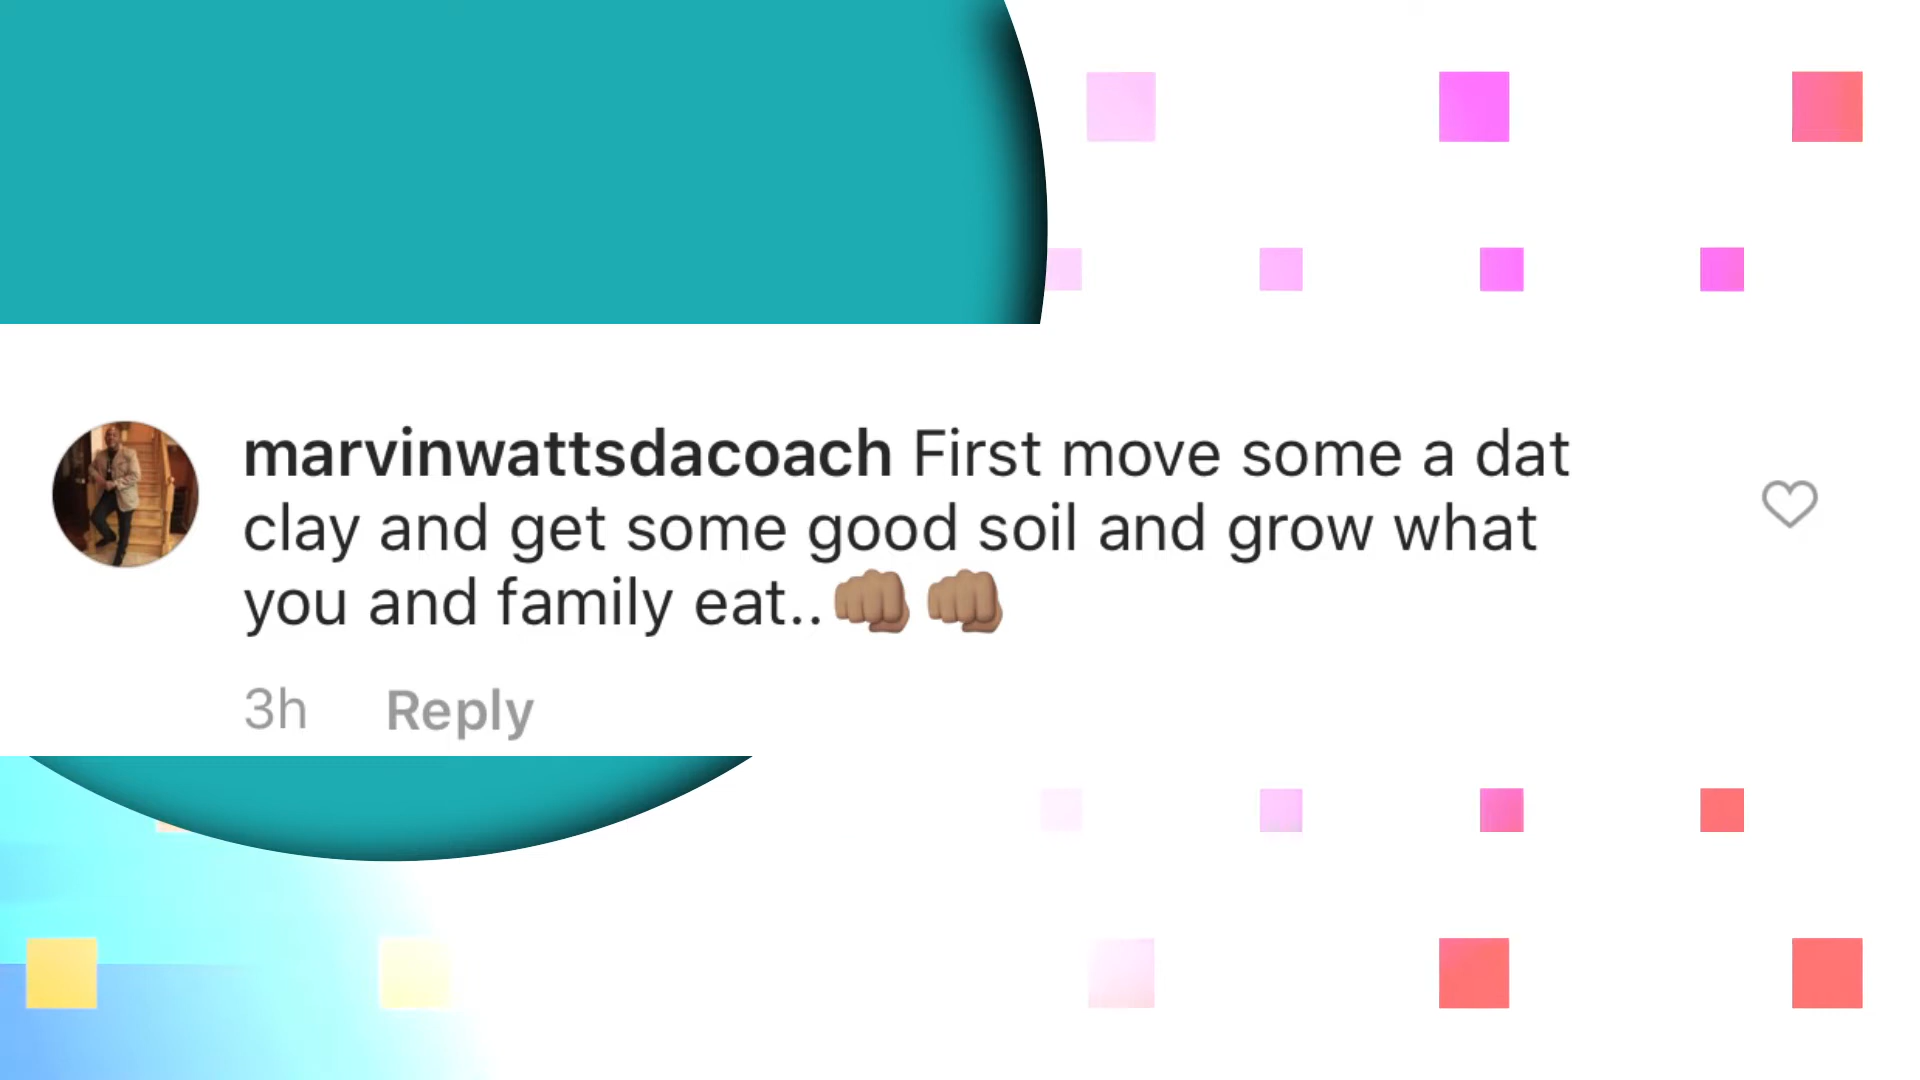 marvinwattsdacoach First move some a dat
clay and get some good soil and grow what
you and family eat..👊🏽👊🏽
3h Reply